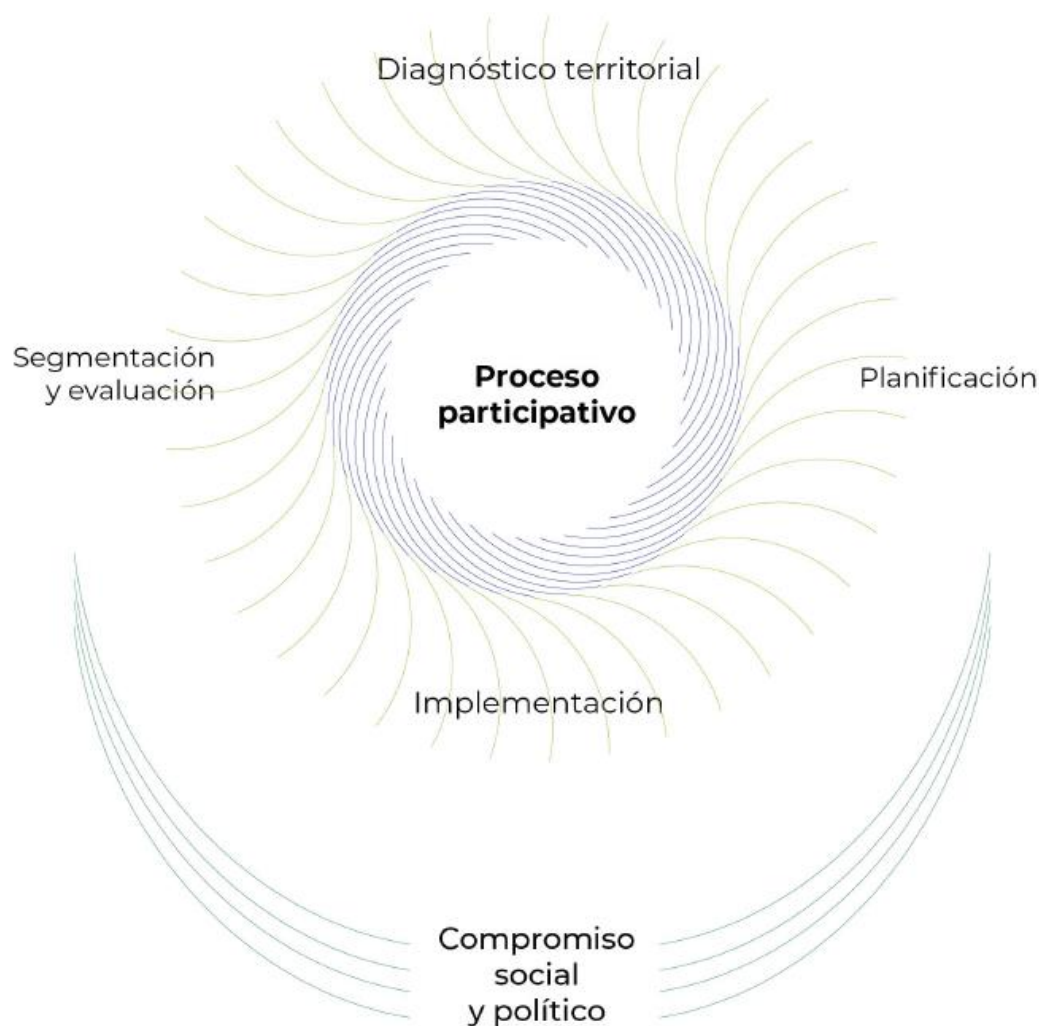 Diagnóstico territorial
Segmentación
y evaluación
Proceso
participativo
Planificación
Implementación
Compromiso
social
y político